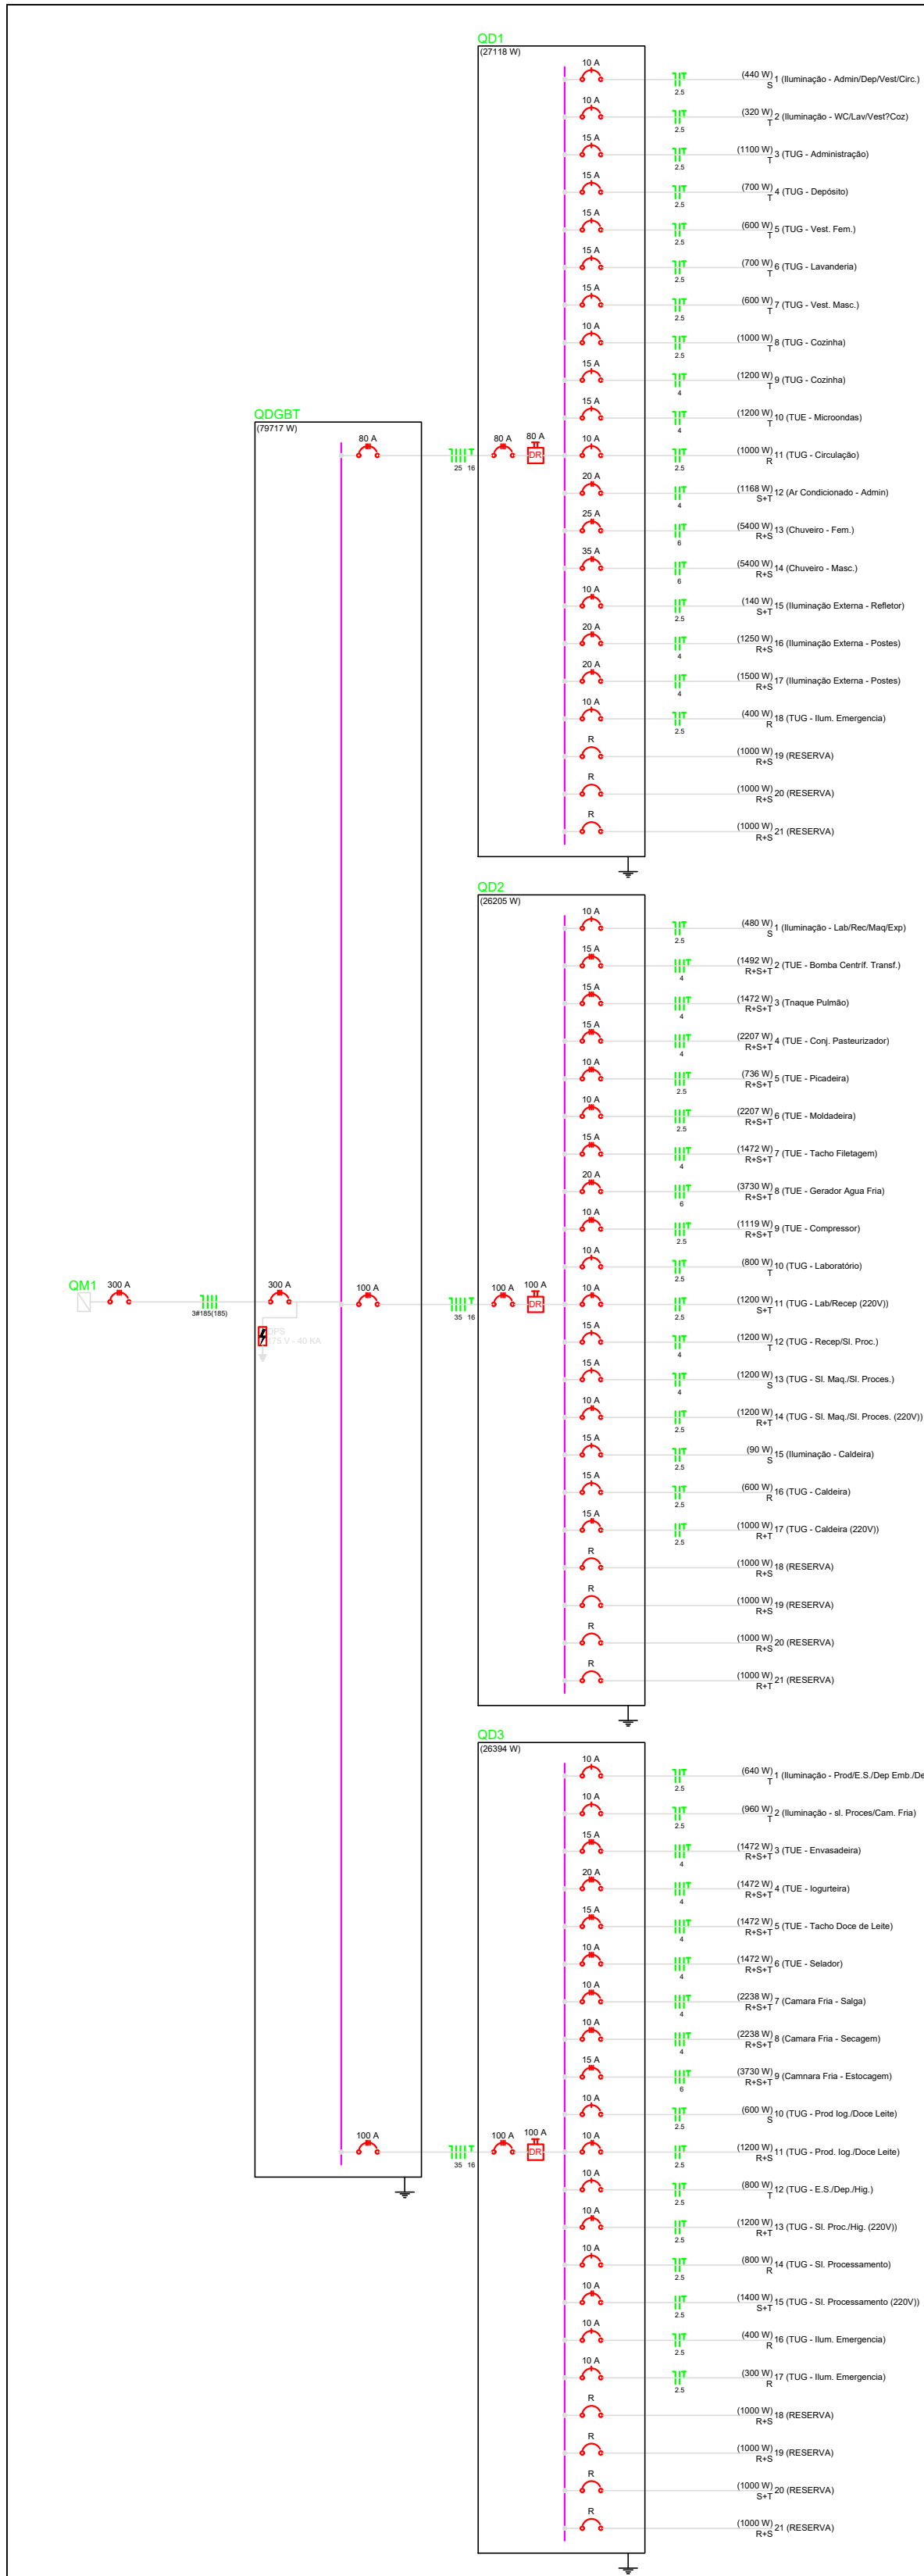 QD1
(27118 W)
10 A
2.5
(440 W)
S
1 (Iluminação - Admin/Dep/Vest/Circ.)
10 A
2.5
(320 W)
T
2 (Iluminação - WC/Lav/Vest?Coz)
15 A
2.5
(1100 W)
T
3 (TUG - Administração)
15 A
2.5
(700 W)
T
4 (TUG - Depósito)
15 A
2.5
(600 W)
T
5 (TUG - Vest. Fem.)
15 A
2.5
(700 W)
T
6 (TUG - Lavanderia)
15 A
2.5
(600 W)
T
7 (TUG - Vest. Masc.)
10 A
2.5
(1000 W)
T
8 (TUG - Cozinha)
15 A
4
(1200 W)
T
9 (TUG - Cozinha)
15 A
4
(1200 W)
T
10 (TUE - Microondas)
QDGBT
(79717 W)
80 A
25 16
80 A
80 A
DR
10 A
2.5
(1000 W)
R
11 (TUG - Circulação)
20 A
4
(1168 W)
S+T
12 (Ar Condicionado - Admin)
25 A
6
(5400 W)
R+S
13 (Chuveiro - Fem.)
35 A
6
(5400 W)
R+S
14 (Chuveiro - Masc.)
10 A
2.5
(140 W)
S+T
15 (Iluminação Externa - Refletor)
20 A
4
(1250 W)
R+S
16 (Iluminação Externa - Postes)
20 A
4
(1500 W)
R+S
17 (Iluminação Externa - Postes)
10 A
2.5
(400 W)
R
18 (TUG - Ilum. Emergencia)
R
(1000 W)
R+S
19 (RESERVA)
R
(1000 W)
R+S
20 (RESERVA)
R
(1000 W)
R+S
21 (RESERVA)
QD2
(26205 W)
10 A
2.5
(480 W)
S
1 (Iluminação - Lab/Rec/Maq/Exp)
15 A
4
(1492 W)
R+S+T
2 (TUE - Bomba Centríf. Transf.)
15 A
4
(1472 W)
R+S+T
3 (Tnaque Pulmão)
15 A
4
(2207 W)
R+S+T
4 (TUE - Conj. Pasteurizador)
10 A
2.5
(736 W)
R+S+T
5 (TUE - Picadeira)
10 A
2.5
(2207 W)
R+S+T
6 (TUE - Moldadeira)
15 A
4
(1472 W)
R+S+T
7 (TUE - Tacho Filetagem)
20 A
6
(3730 W)
R+S+T
8 (TUE - Gerador Agua Fria)
10 A
2.5
(1119 W)
R+S+T
9 (TUE - Compressor)
10 A
2.5
(800 W)
T
10 (TUG - Laboratório)
QM1
300 A
3#185(185)
300 A
DPS
175 V - 40 KA
100 A
35 16
100 A
100 A
DR
10 A
2.5
(1200 W)
S+T
11 (TUG - Lab/Recep (220V))
15 A
4
(1200 W)
T
12 (TUG - Recep/Sl. Proc.)
15 A
4
(1200 W)
S
13 (TUG - Sl. Maq./Sl. Proces.)
10 A
2.5
(1200 W)
R+T
14 (TUG - Sl. Maq./Sl. Proces. (220V))
15 A
2.5
(90 W)
S
15 (Iluminação - Caldeira)
15 A
2.5
(600 W)
R
16 (TUG - Caldeira)
15 A
2.5
(1000 W)
R+T
17 (TUG - Caldeira (220V))
R
(1000 W)
R+S
18 (RESERVA)
R
(1000 W)
R+S
19 (RESERVA)
R
(1000 W)
R+S
20 (RESERVA)
R
(1000 W)
R+T
21 (RESERVA)
QD3
(26394 W)
10 A
2.5
(640 W)
T
1 (Iluminação - Prod/E.S./Dep Emb./De
10 A
2.5
(960 W)
T
2 (Iluminação - sl. Proces/Cam. Fria)
15 A
4
(1472 W)
R+S+T
3 (TUE - Envasadeira)
20 A
4
(1472 W)
R+S+T
4 (TUE - Iogurteira)
15 A
4
(1472 W)
R+S+T
5 (TUE - Tacho Doce de Leite)
10 A
4
(1472 W)
R+S+T
6 (TUE - Selador)
10 A
4
(2238 W)
R+S+T
7 (Camara Fria - Salga)
10 A
4
(2238 W)
R+S+T
8 (Camara Fria - Secagem)
15 A
6
(3730 W)
R+S+T
9 (Camnara Fria - Estocagem)
10 A
2.5
(600 W)
S
10 (TUG - Prod Iog./Doce Leite)
100 A
35 16
100 A
100 A
DR
10 A
2.5
(1200 W)
R+S
11 (TUG - Prod. Iog./Doce Leite)
10 A
2.5
(800 W)
T
12 (TUG - E.S./Dep./Hig.)
10 A
2.5
(1200 W)
R+T
13 (TUG - Sl. Proc./Hig. (220V))
10 A
2.5
(800 W)
R
14 (TUG - Sl. Processamento)
10 A
2.5
(1400 W)
S+T
15 (TUG - Sl. Processamento (220V))
10 A
2.5
(400 W)
R
16 (TUG - Ilum. Emergencia)
10 A
2.5
(300 W)
R
17 (TUG - Ilum. Emergencia)
R
(1000 W)
R+S
18 (RESERVA)
R
(1000 W)
R+S
19 (RESERVA)
R
(1000 W)
S+T
20 (RESERVA)
R
(1000 W)
R+S
21 (RESERVA)